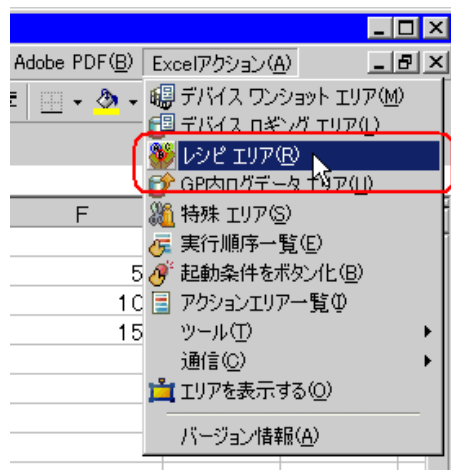 Adobe PDF(B) Excelアクション(A)
デバイス ワンショット エリア(M)
デバイス ロギング エリア(L)
レシピ エリア(R)
GP内ログデータ エリア(U)
F
特殊 エリア(S)
実行順序一覧(E)
5
起動条件をボタン化(B)
10
アクションエリア一覧(I)
15
ツール(T)
通信(C)
エリアを表示する(O)
バージョン情報(A)